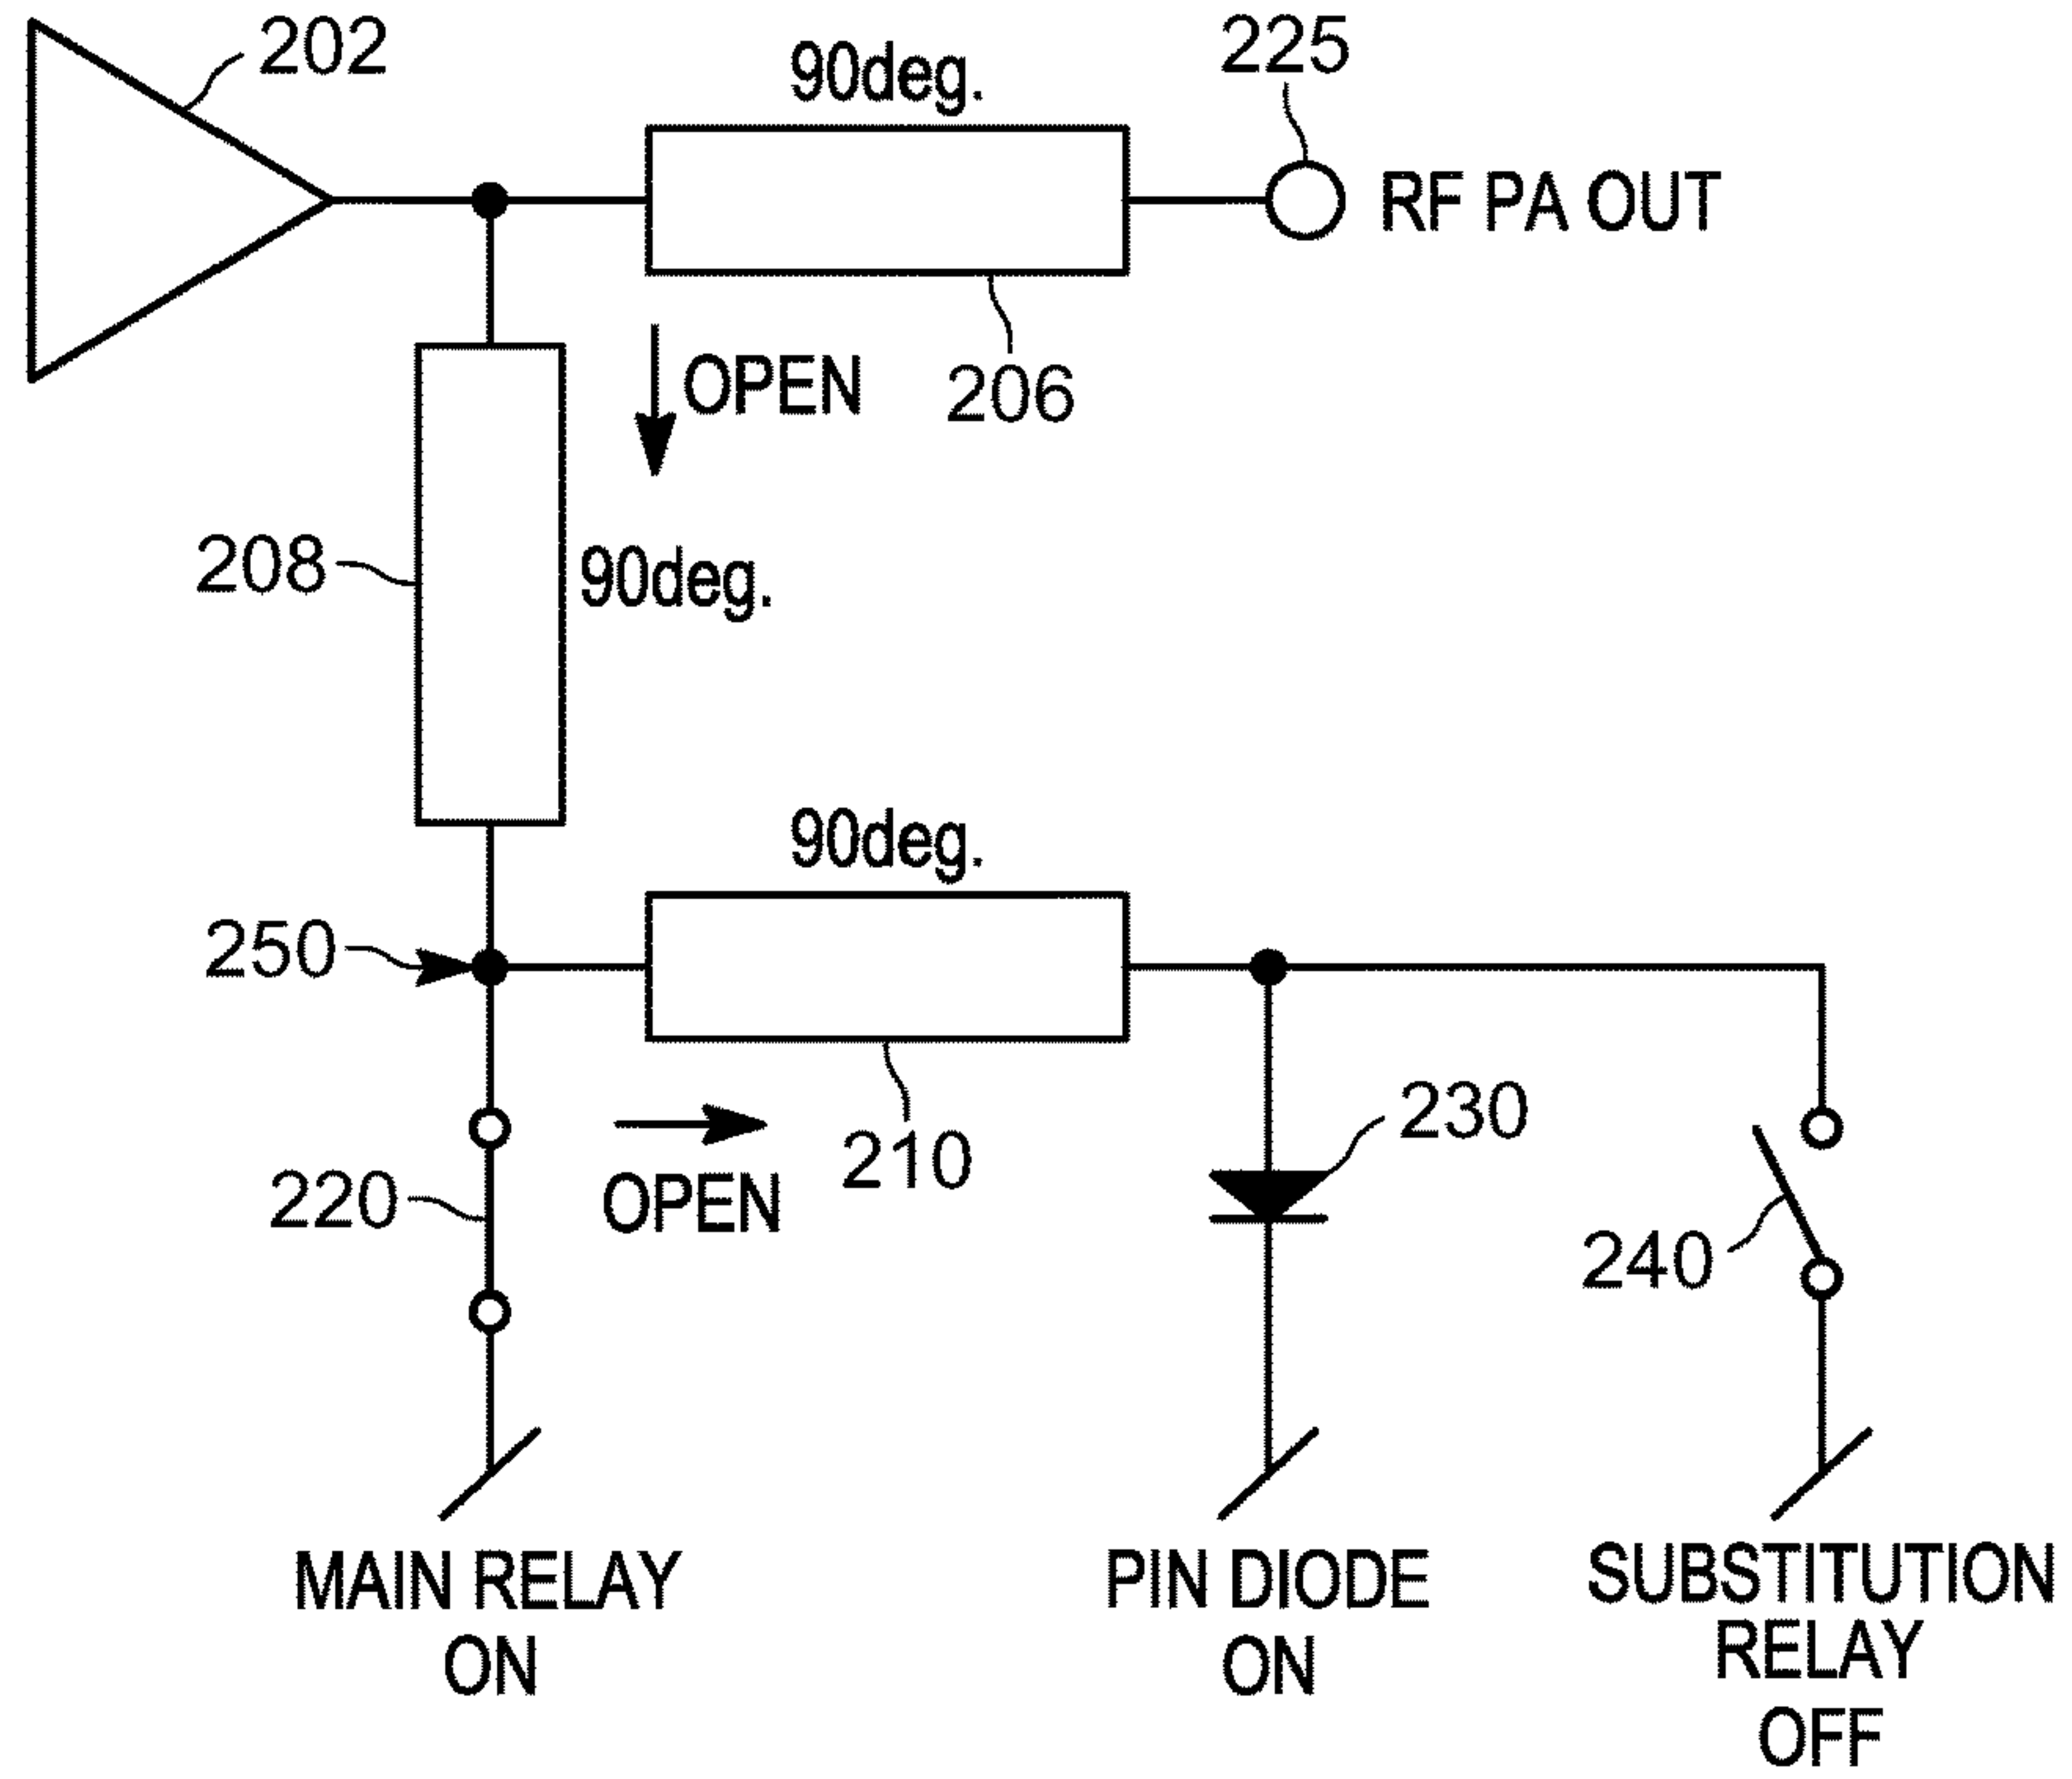 202
90deg.
225
RF PA OUT
OPEN
206
208
90deg.
90deg.
250
230
210
220
OPEN
240
MAIN RELAY
ON
PIN DIODE
ON
SUBSTITUTION
RELAY
OFF